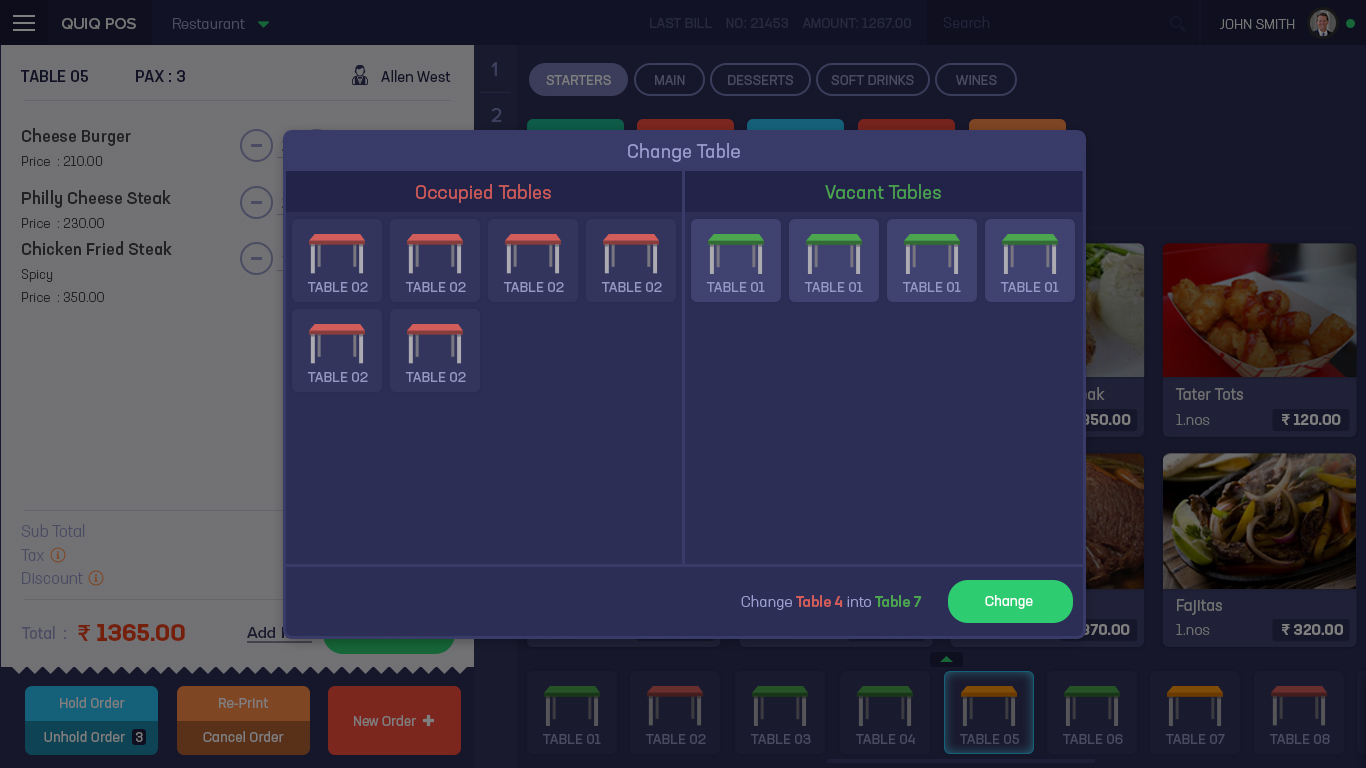 QUIQ POS
Restaurant
LAST BILL NO: 21453 AMOUNT: 1267.00
Search
JOHN SMITH
TABLE 05 PAX : 3 Allen West
Cheese Burger
Price : 210.00
Philly Cheese Steak
Price : 230.00
Chicken Fried Steak
Spicy
Price : 350.00
Sub Total
Tax
Discount
Total : ₹ 1365.00
Add
Hold Order
Unhold Order 3
Re-Print
Cancel Order
New Order +
1
2
STARTERS MAIN DESSERTS SOFT DRINKS WINES
Change Table
Occupied Tables
TABLE 02 TABLE 02 TABLE 02 TABLE 02
TABLE 02 TABLE 02
Vacant Tables
TABLE 01 TABLE 01 TABLE 01 TABLE 01
Change Table 4 into Table 7
Change
Tater Tots
1.nos ₹ 120.00
350.00
370.00
Fajitas
1.nos ₹ 320.00
TABLE 01 TABLE 02 TABLE 03 TABLE 04 TABLE 05 TABLE 06 TABLE 07 TABLE 08